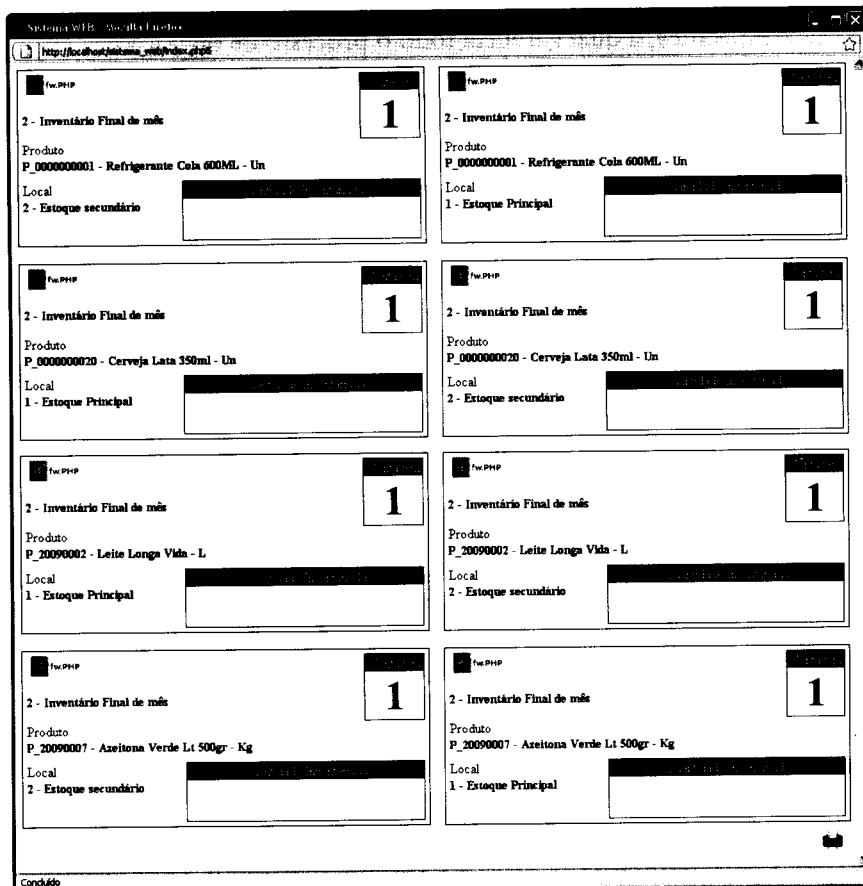 Sistema WEB - Mozilla Firefox
http://localhost/sistema_web/index.php#
fw.PHP
1
2 - Inventário Final de mês
Produto
P_0000000001 - Refrigerante Cola 600ML - Un
Local
2 - Estoque secundário
fw.PHP
1
2 - Inventário Final de mês
Produto
P_0000000001 - Refrigerante Cola 600ML - Un
Local
1 - Estoque Principal
fw.PHP
1
2 - Inventário Final de mês
Produto
P_0000000020 - Cerveja Lata 350ml - Un
Local
1 - Estoque Principal
fw.PHP
1
2 - Inventário Final de mês
Produto
P_0000000020 - Cerveja Lata 350ml - Un
Local
2 - Estoque secundário
fw.PHP
1
2 - Inventário Final de mês
Produto
P_20090002 - Leite Longa Vida - L
Local
1 - Estoque Principal
fw.PHP
1
2 - Inventário Final de mês
Produto
P_20090002 - Leite Longa Vida - L
Local
2 - Estoque secundário
fw.PHP
1
2 - Inventário Final de mês
Produto
P_20090007 - Azeitona Verde Lt 500gr - Kg
Local
2 - Estoque secundário
fw.PHP
1
2 - Inventário Final de mês
Produto
P_20090007 - Azeitona Verde Lt 500gr - Kg
Local
1 - Estoque Principal
Concluído